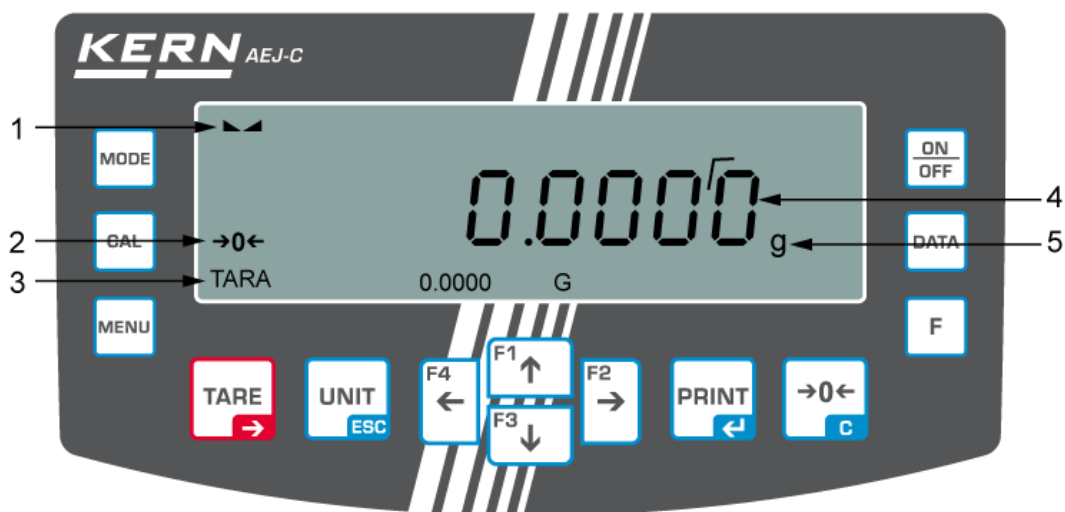 KERN AEJ-C
1
MODE
ON
OFF
0.0000
4
2
CAL
→0←
g
DATA
5
3
TARA
0.0000 G
MENU
F
TARE
→
UNIT
ESC
F4
←
F1
↑
F3
↓
F2
→
PRINT
↵
→0←
C